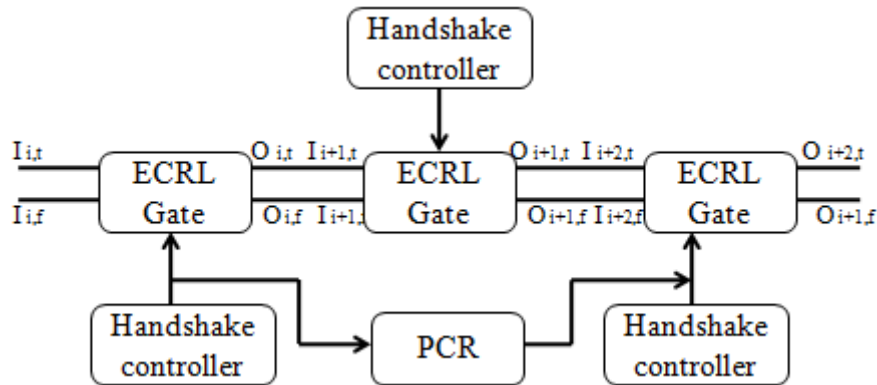 Handshake
controller
I i,t
O i,t I i+1,t
O i+1,t I i+2,t
O i+2,t
ECRL
Gate
ECRL
Gate
ECRL
Gate
I i,f
O i,f I i+1,
O i+1,f I i+2,f
O i+1,f
Handshake
controller
PCR
Handshake
controller